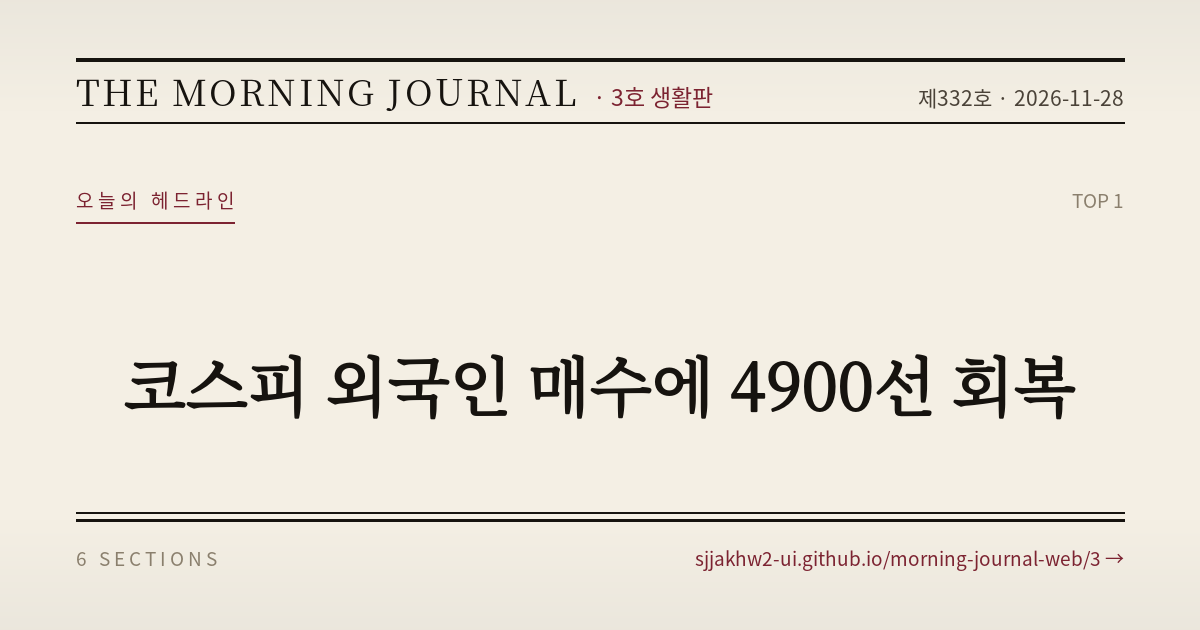 THE MORNING JOURNAL · 3호 생활판 제332호 · 2026-11-28
오늘의 헤드라인 TOP 1
코스피 외국인 매수에 4900선 회복
6 SECTIONS sjjakhw2-ui.github.io/morning-journal-web/3 →